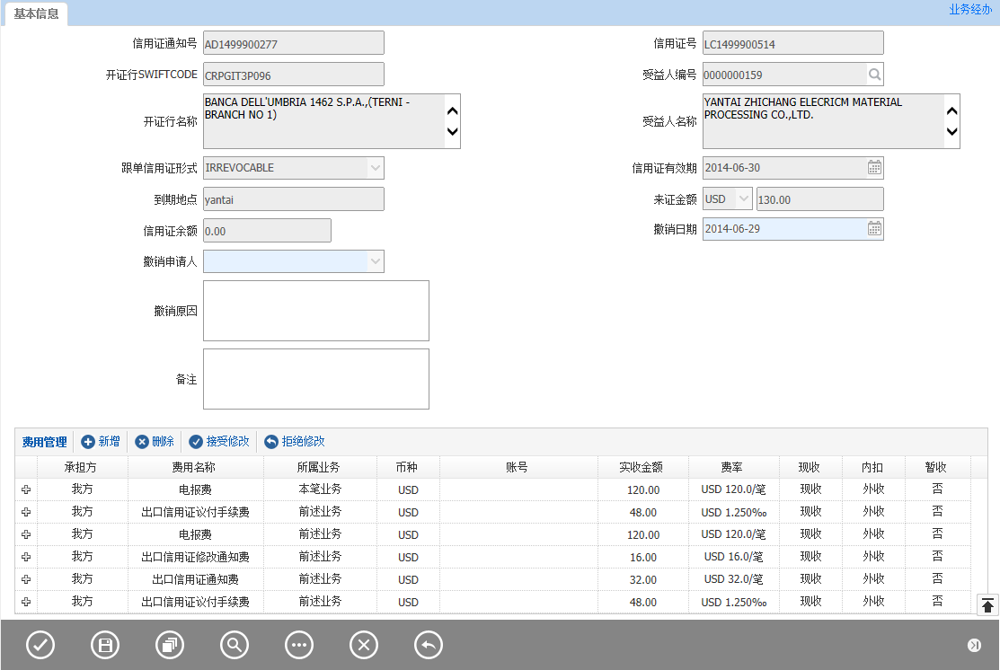 基本信息
业务经办
信用证通知号 AD1499900277
信用证号 LC1499900514
开证行SWIFTCODE CRPGIT3P096
受益人编号 0000000159
开证行名称 BANCA DELL'UMBRIA 1462 S.P.A.,(TERNI -
BRANCH NO 1)
受益人名称 YANTAI ZHICHANG ELECRICM MATERIAL
PROCESSING CO.,LTD.
跟单信用证形式 IRREVOCABLE
信用证有效期 2014-06-30
到期地点 yantai
来证金额 USD 130.00
信用证余额 0.00
撤销日期 2014-06-29
撤销申请人
撤销原因
备注
费用管理 新增 删除 接受修改 拒绝修改
承担方 费用名称 所属业务 币种 账号 实收金额 费率 现收 内扣 暂收
我方 电报费 本笔业务 USD 120.00 USD 120.0/笔 现收 外收 否
我方 出口信用证议付手续费 前述业务 USD 48.00 USD 1.250‰ 现收 外收 否
我方 电报费 前述业务 USD 120.00 USD 120.0/笔 现收 外收 否
我方 出口信用证修改通知费 前述业务 USD 16.00 USD 16.0/笔 现收 外收 否
我方 出口信用证通知费 前述业务 USD 32.00 USD 32.0/笔 现收 外收 否
我方 出口信用证议付手续费 前述业务 USD 48.00 USD 1.250‰ 现收 外收 否